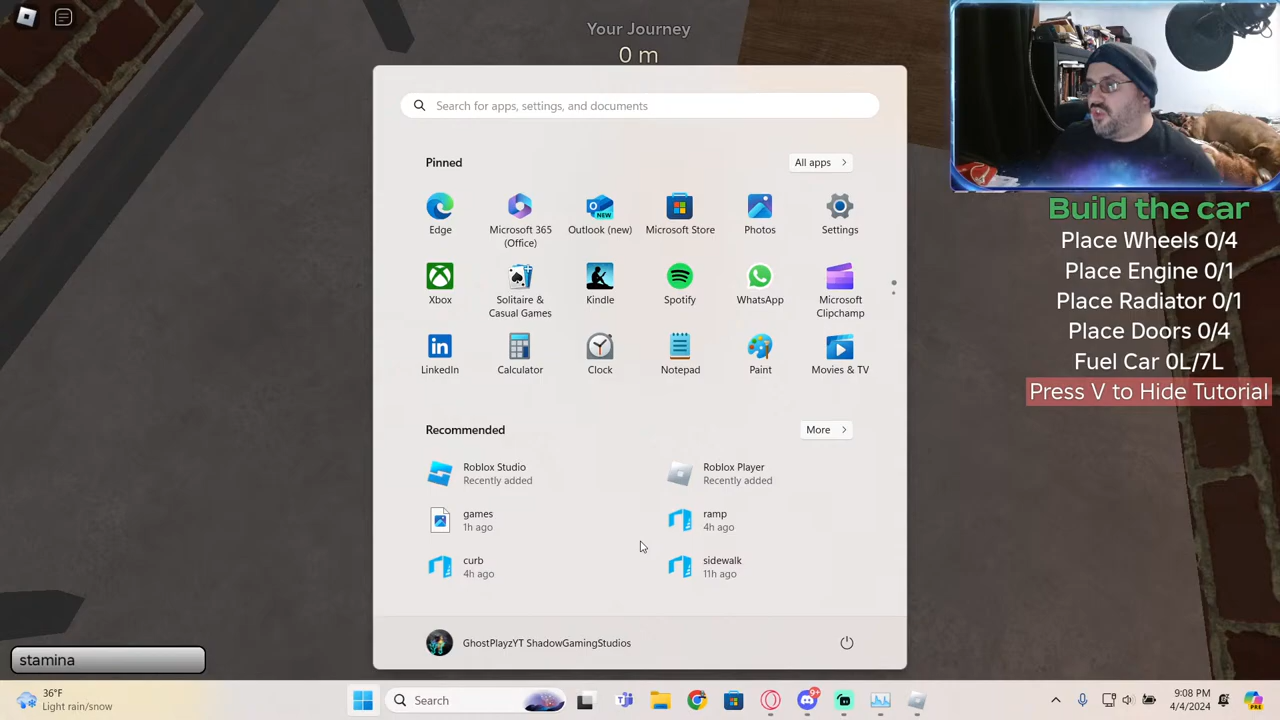 Your Journey
0 m
Search for apps, settings, and documents
Pinned
All apps
Edge
Microsoft 365
(Office)
Outlook (new)
Microsoft Store
Photos
Settings
Xbox
Solitaire &
Casual Games
Kindle
Spotify
WhatsApp
Microsoft
Clipchamp
LinkedIn
Calculator
Clock
Notepad
Paint
Movies & TV
Recommended
More
Roblox Studio
Recently added
Roblox Player
Recently added
games
1h ago
ramp
4h ago
curb
4h ago
sidewalk
11h ago
GhostPlayzYT ShadowGamingStudios
Build the car
Place Wheels 0/4
Place Engine 0/1
Place Radiator 0/1
Place Doors 0/4
Fuel Car 0L/7L
Press V to Hide Tutorial
stamina
36°F
Light rain/snow
Search
9+
9:08 PM
4/4/2024
NEW
PRE